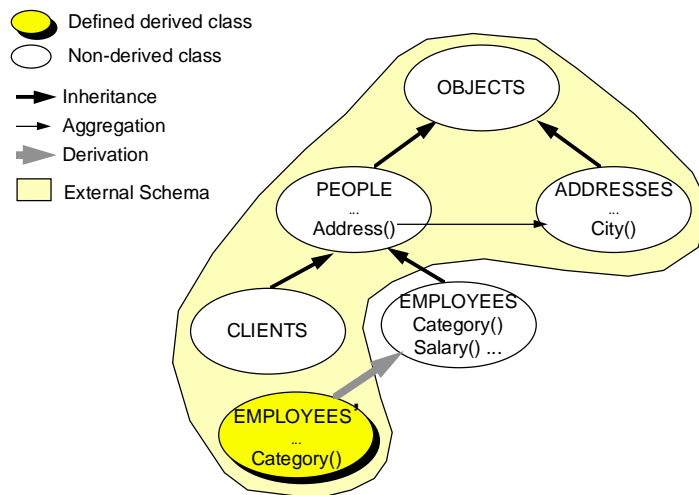 Defined derived class
Non-derived class
Inheritance
Aggregation
Derivation
External Schema
OBJECTS
PEOPLE
...
Address()
ADDRESSES
...
City()
CLIENTS
EMPLOYEES
Category()
Salary() ...
EMPLOYEES’
...
Category()